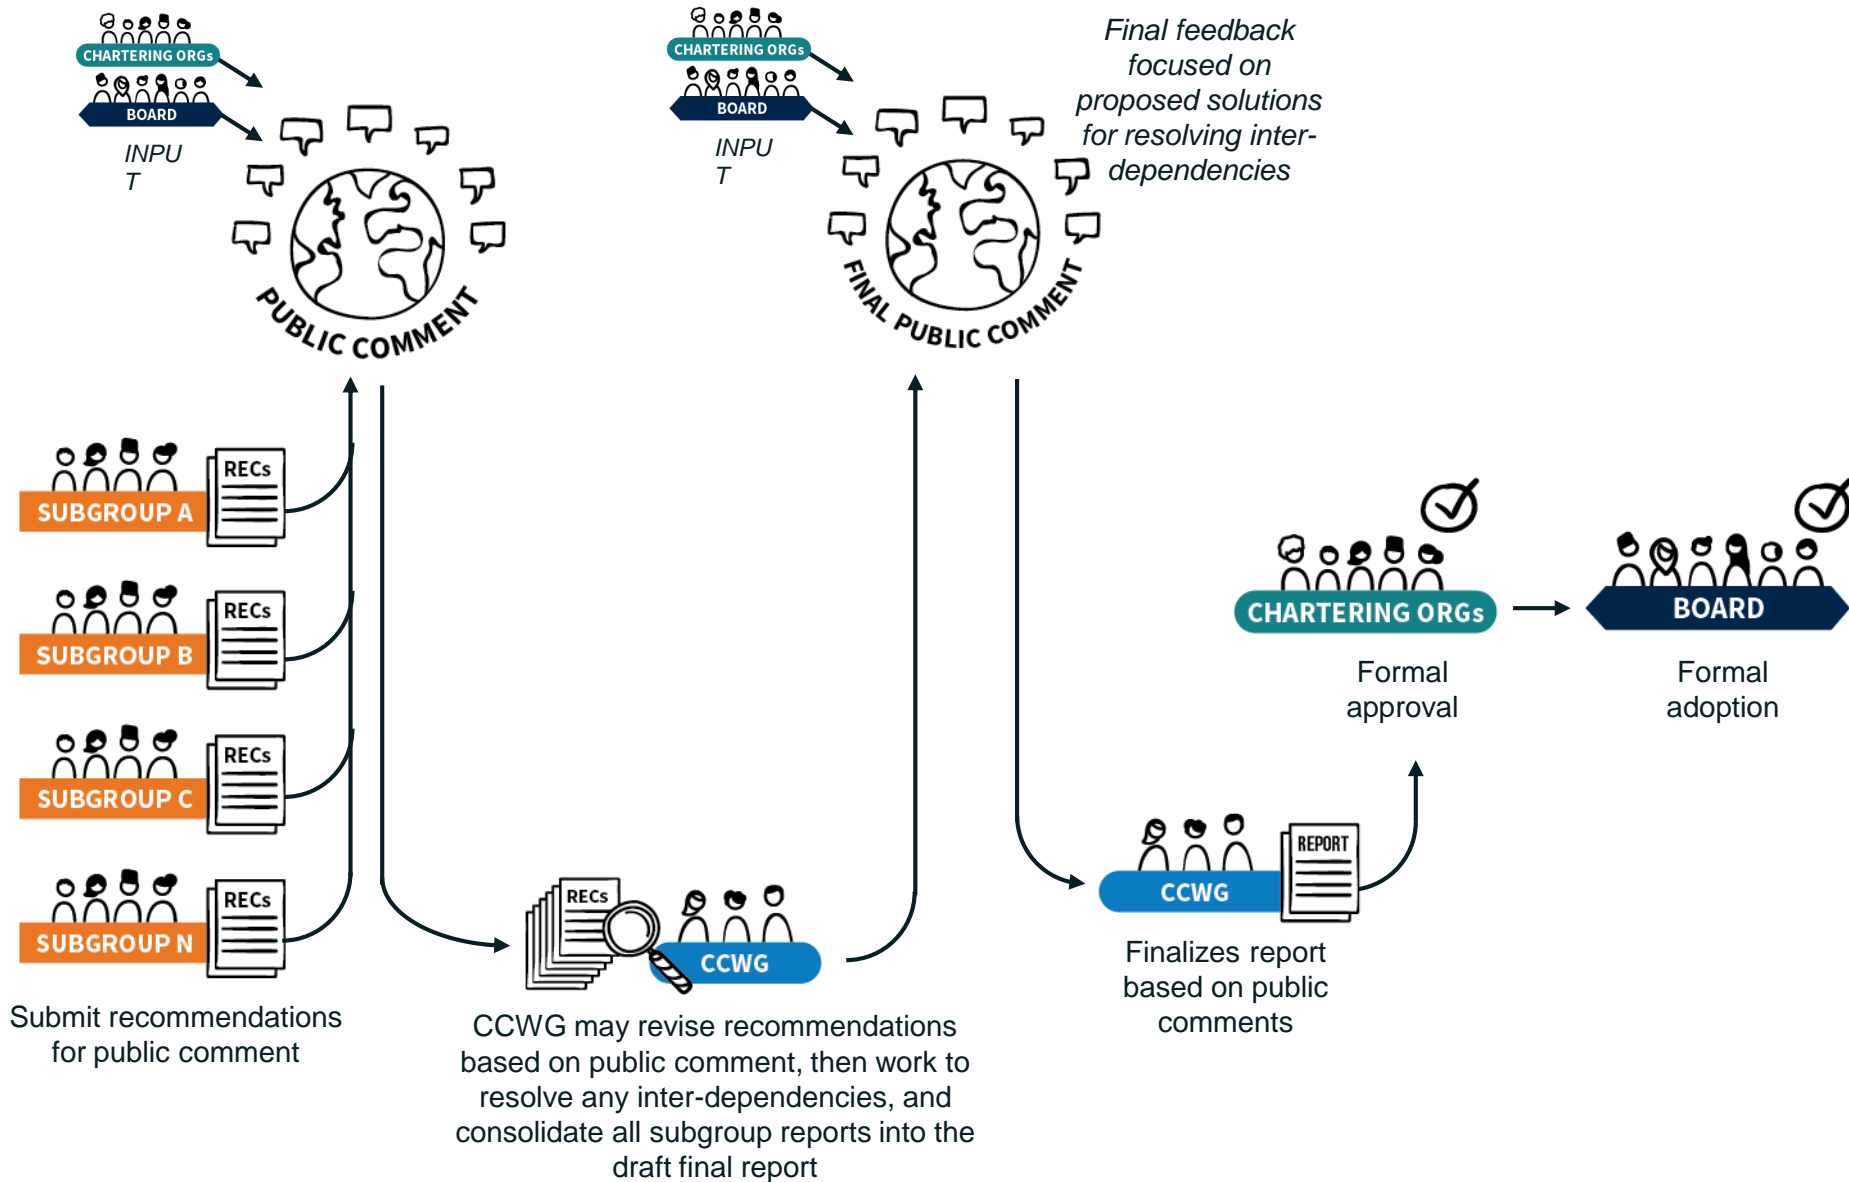 CHARTERING ORGs
BOARD
INPU
T
PUBLIC COMMENT
CHARTERING ORGs
BOARD
INPU
T
Final feedback
focused on
proposed solutions
for resolving inter-
dependencies
FINAL PUBLIC COMMENT
RECs
SUBGROUP A
RECs
SUBGROUP B
RECs
SUBGROUP C
RECs
SUBGROUP N
Submit recommendations
for public comment
RECs
CCWG
CCWG may revise recommendations
based on public comment, then work to
resolve any inter-dependencies, and
consolidate all subgroup reports into the
draft final report
REPORT
CCWG
Finalizes report
based on public
comments
CHARTERING ORGs
Formal
approval
BOARD
Formal
adoption